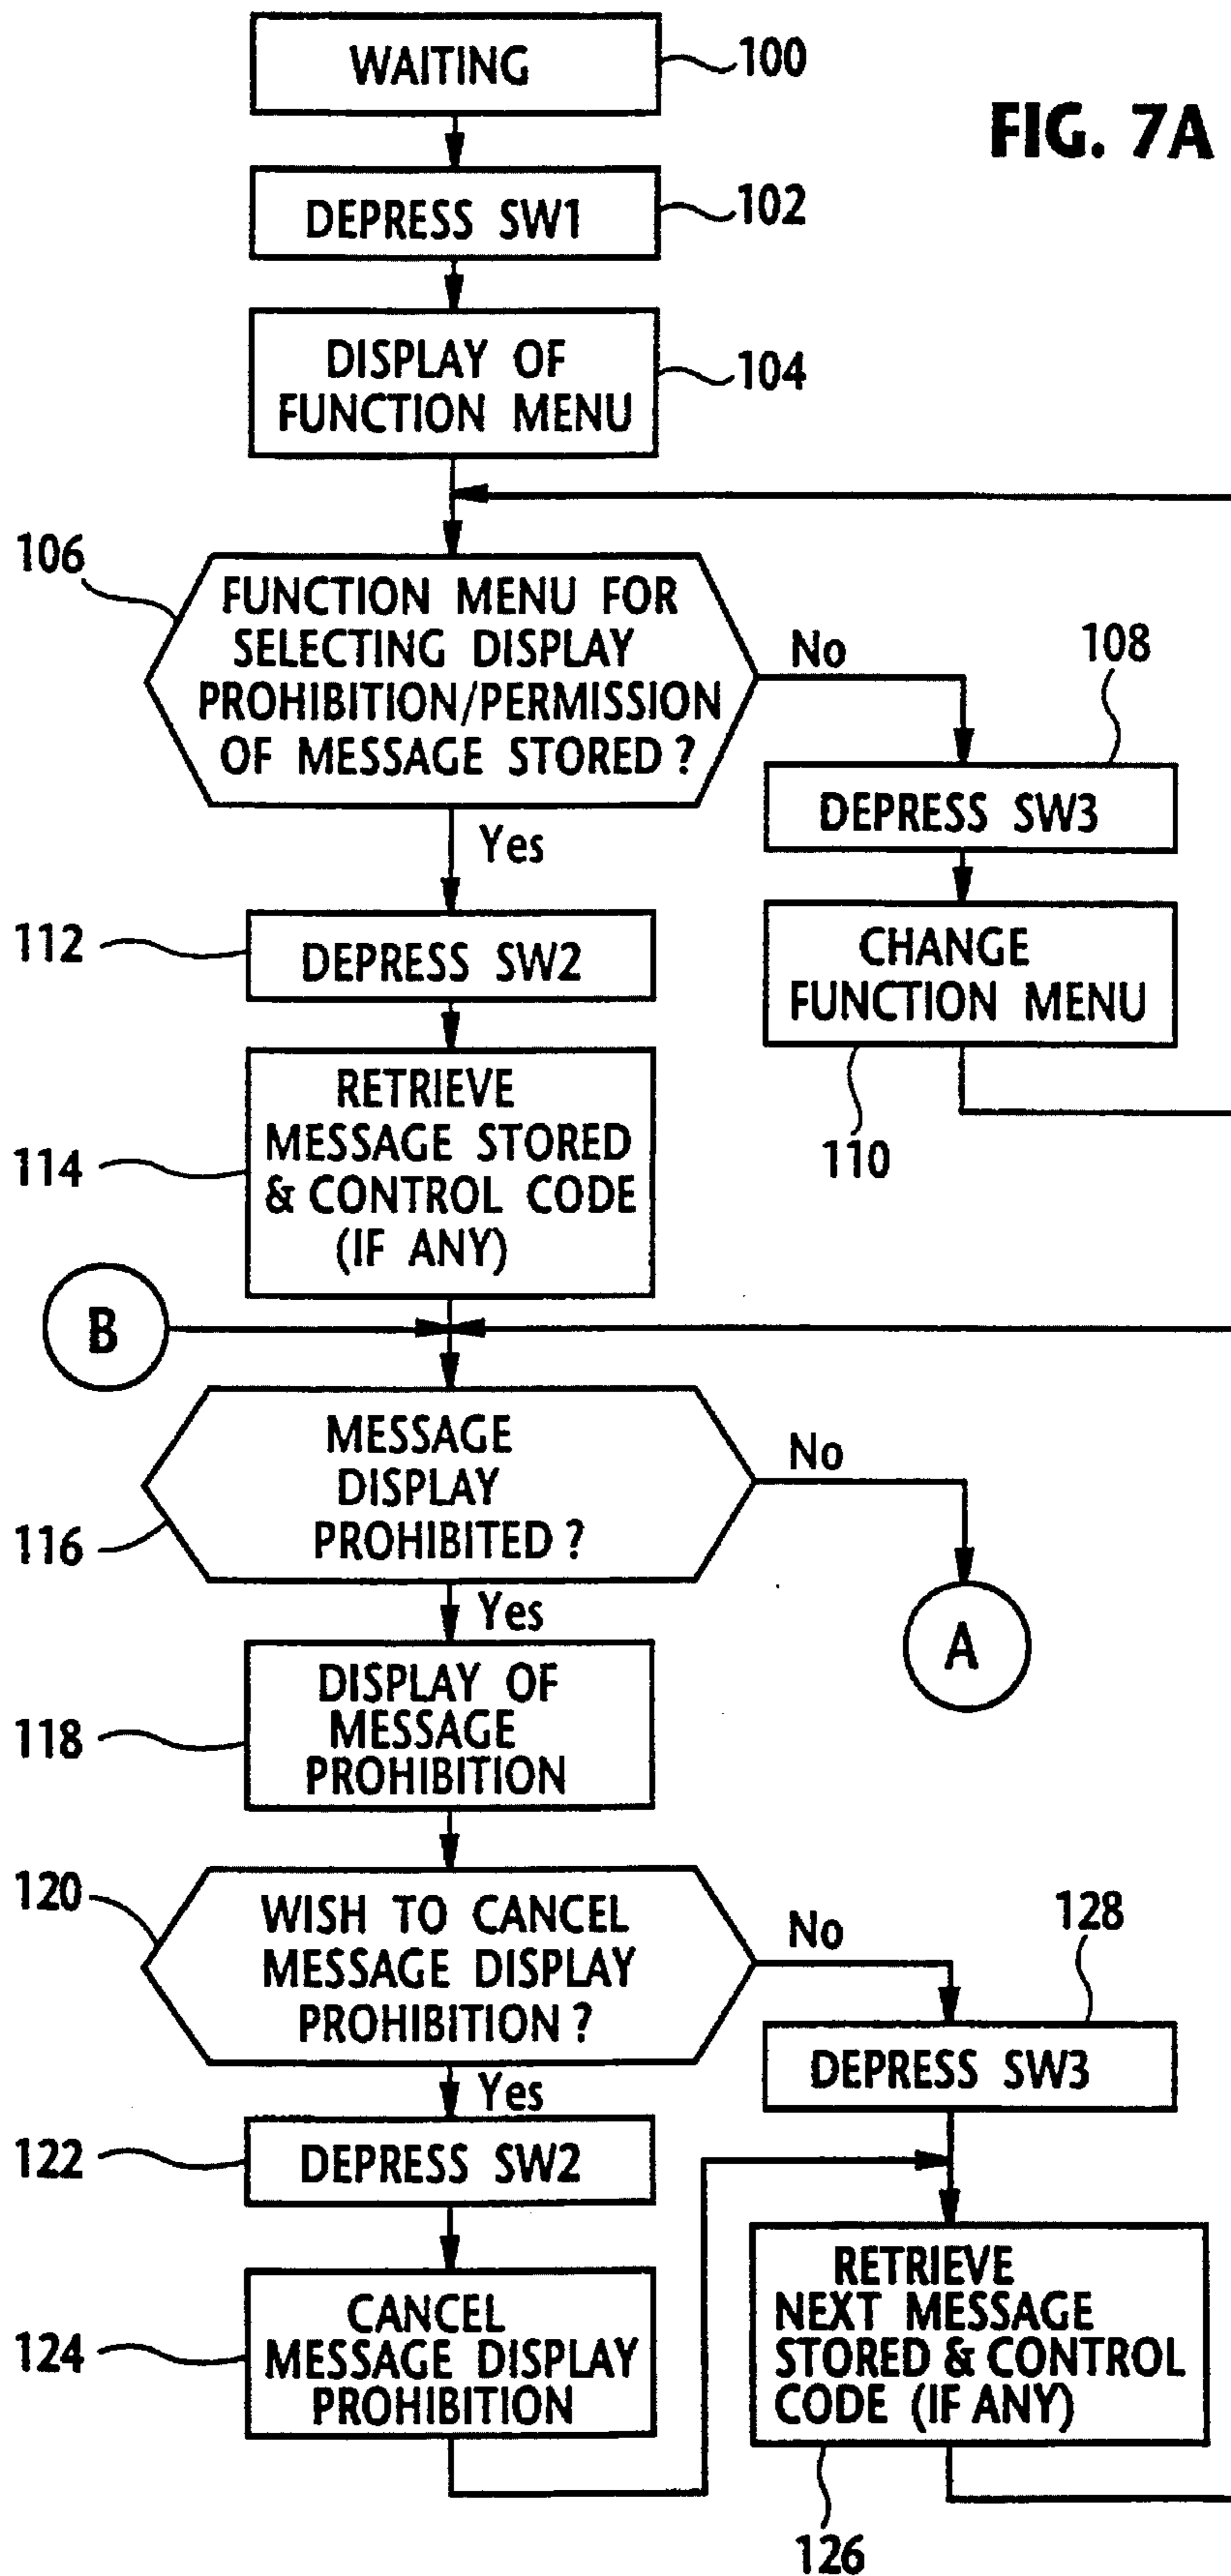 FIG. 7A
WAITING
100
DEPRESS SW1
102
DISPLAY OF
FUNCTION MENU
104
106
FUNCTION MENU FOR
SELECTING DISPLAY
PROHIBITION/PERMISSION
OF MESSAGE STORED ?
No
108
DEPRESS SW3
CHANGE
FUNCTION MENU
110
Yes
112
DEPRESS SW2
114
RETRIEVE
MESSAGE STORED
& CONTROL CODE
(IF ANY)
B
MESSAGE
DISPLAY
PROHIBITED ?
116
No
A
Yes
118
DISPLAY OF
MESSAGE
PROHIBITION
120
WISH TO CANCEL
MESSAGE DISPLAY
PROHIBITION ?
No
128
DEPRESS SW3
Yes
122
DEPRESS SW2
124
CANCEL
MESSAGE DISPLAY
PROHIBITION
RETRIEVE
NEXT MESSAGE
STORED & CONTROL
CODE (IF ANY)
126